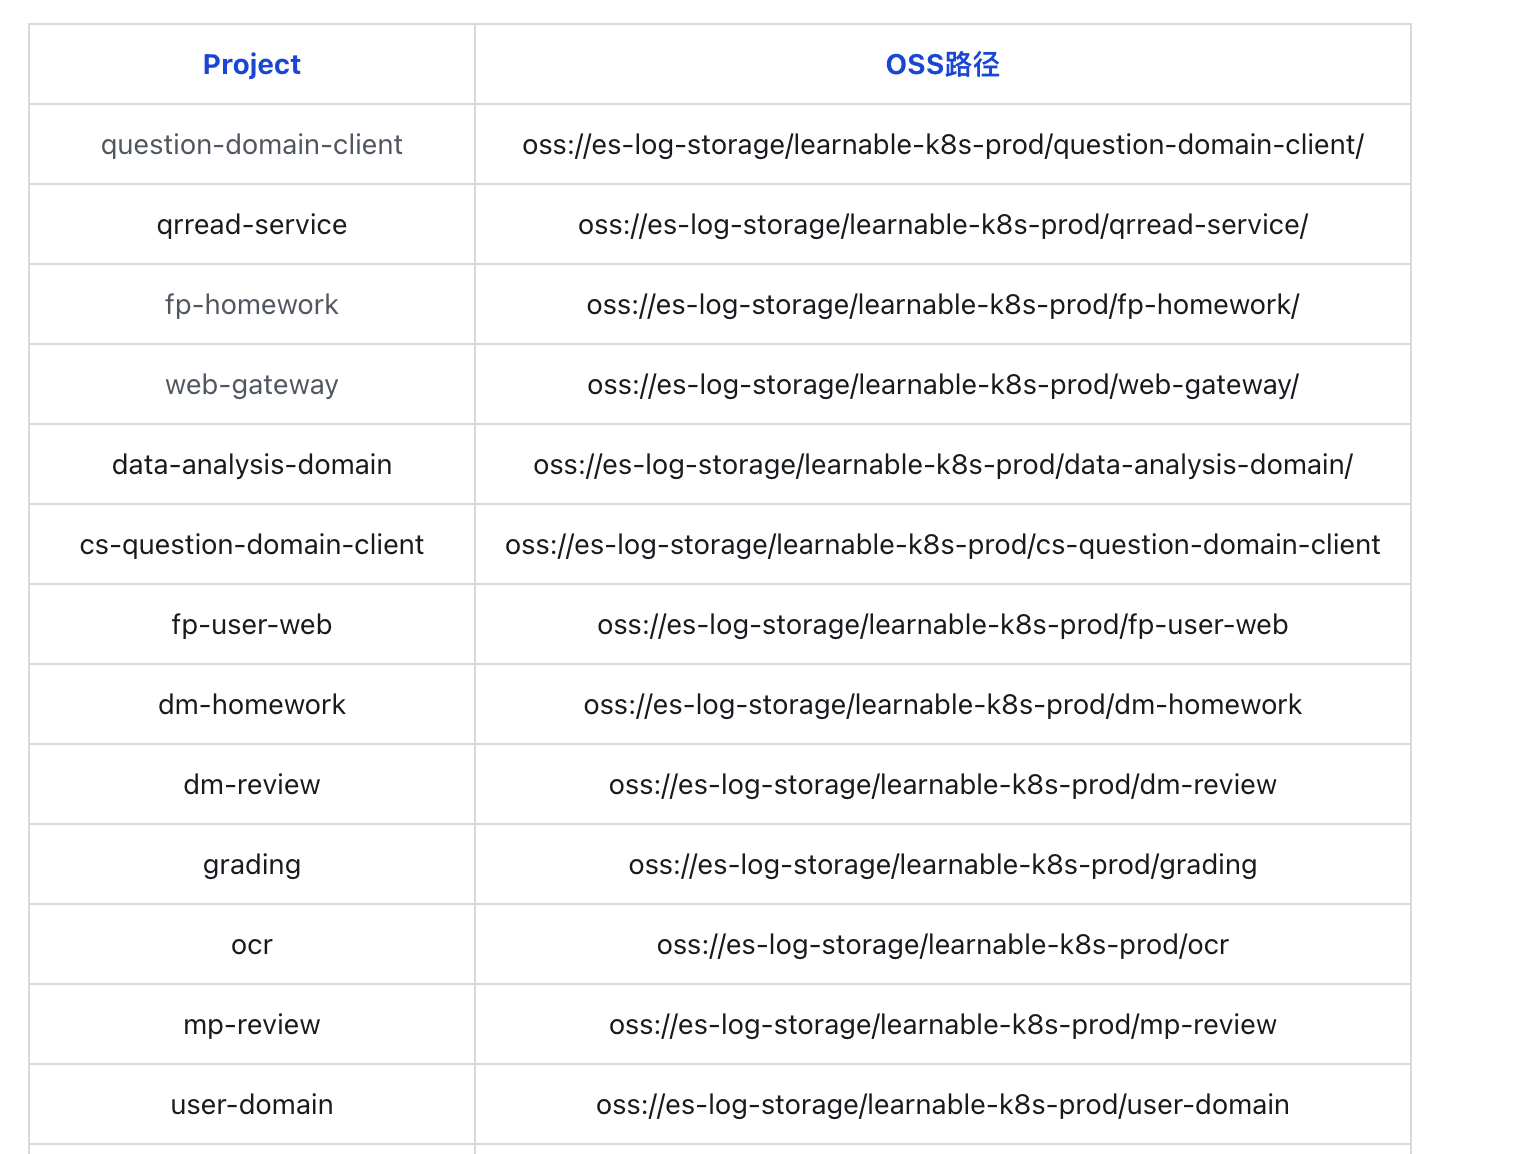 Project OSS路径
question-domain-client oss://es-log-storage/learnable-k8s-prod/question-domain-client/
qrread-service oss://es-log-storage/learnable-k8s-prod/qrread-service/
fp-homework oss://es-log-storage/learnable-k8s-prod/fp-homework/
web-gateway oss://es-log-storage/learnable-k8s-prod/web-gateway/
data-analysis-domain oss://es-log-storage/learnable-k8s-prod/data-analysis-domain/
cs-question-domain-client oss://es-log-storage/learnable-k8s-prod/cs-question-domain-client
fp-user-web oss://es-log-storage/learnable-k8s-prod/fp-user-web
dm-homework oss://es-log-storage/learnable-k8s-prod/dm-homework
dm-review oss://es-log-storage/learnable-k8s-prod/dm-review
grading oss://es-log-storage/learnable-k8s-prod/grading
ocr oss://es-log-storage/learnable-k8s-prod/ocr
mp-review oss://es-log-storage/learnable-k8s-prod/mp-review
user-domain oss://es-log-storage/learnable-k8s-prod/user-domain